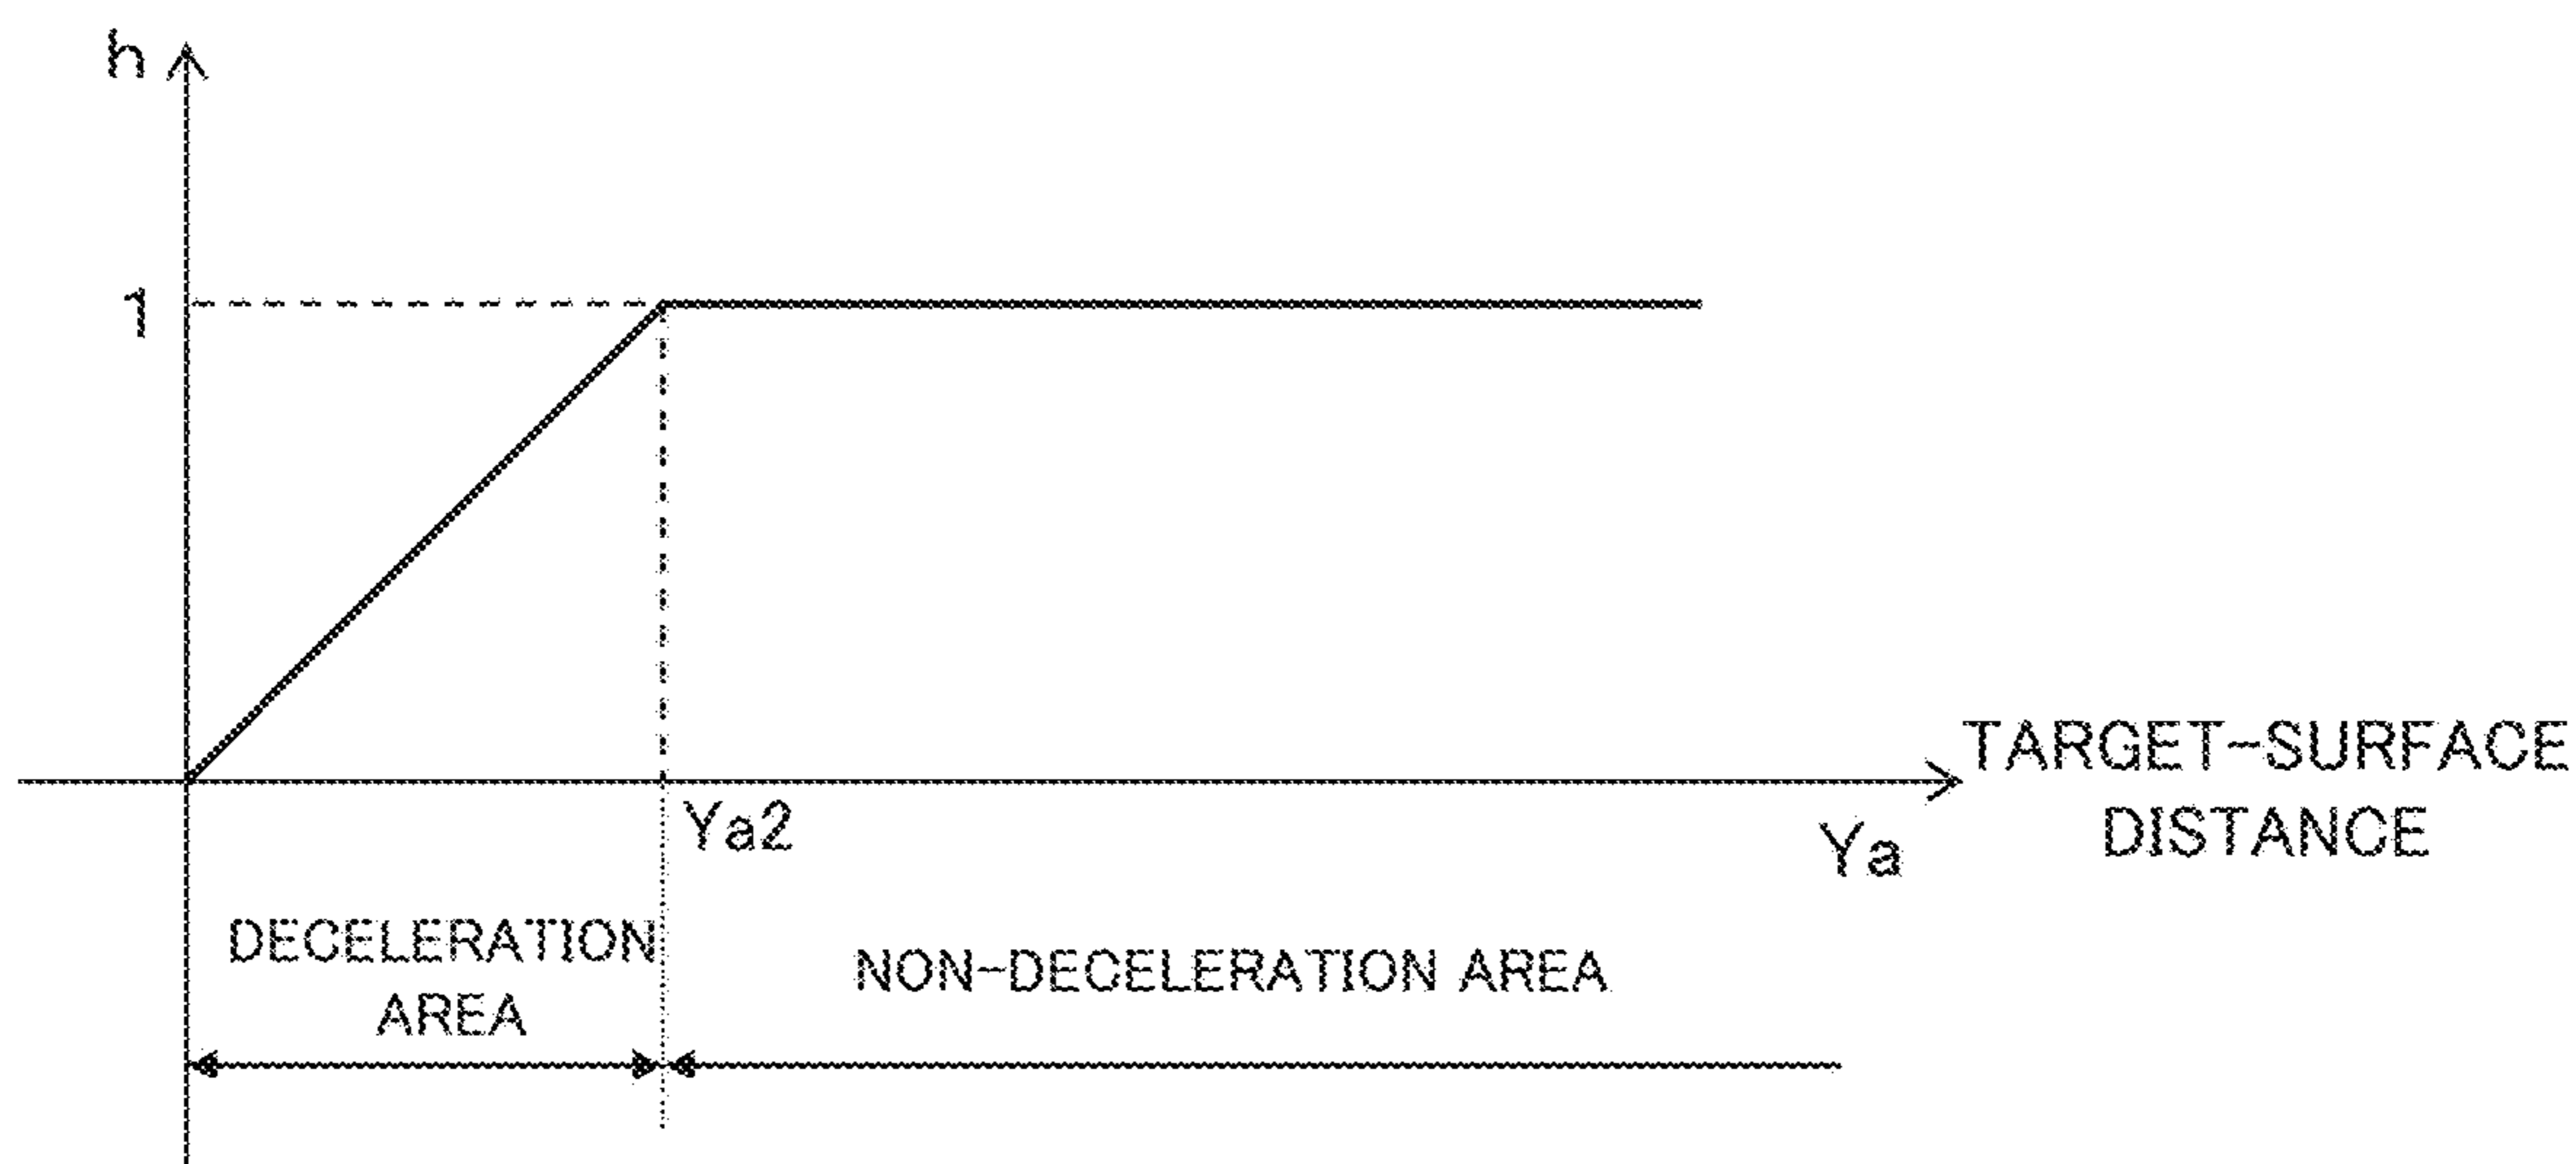 h
1
TARGET-SURFACE
DISTANCE
Ya2
Ya
DECELERATION
AREA
NON-DECELERATION AREA